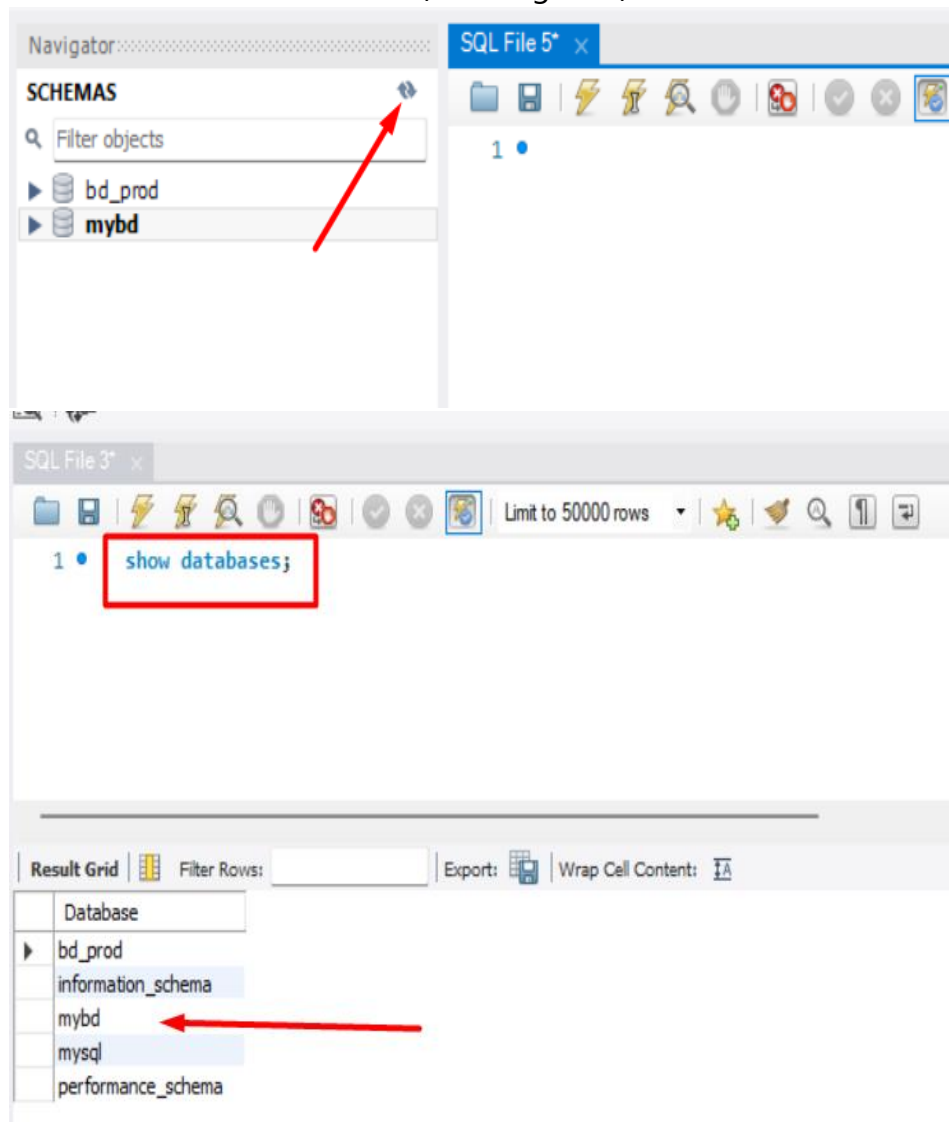 Navigator
SQL File 5* ×
SCHEMAS
Filter objects
1
bd_prod
mybd
SQL File 3* ×
Limit to 50000 rows
1 show databases;
Result Grid Filter Rows: Export: Wrap Cell Content: IA
Database
bd_prod
information_schema
mybd
mysql
performance_schema